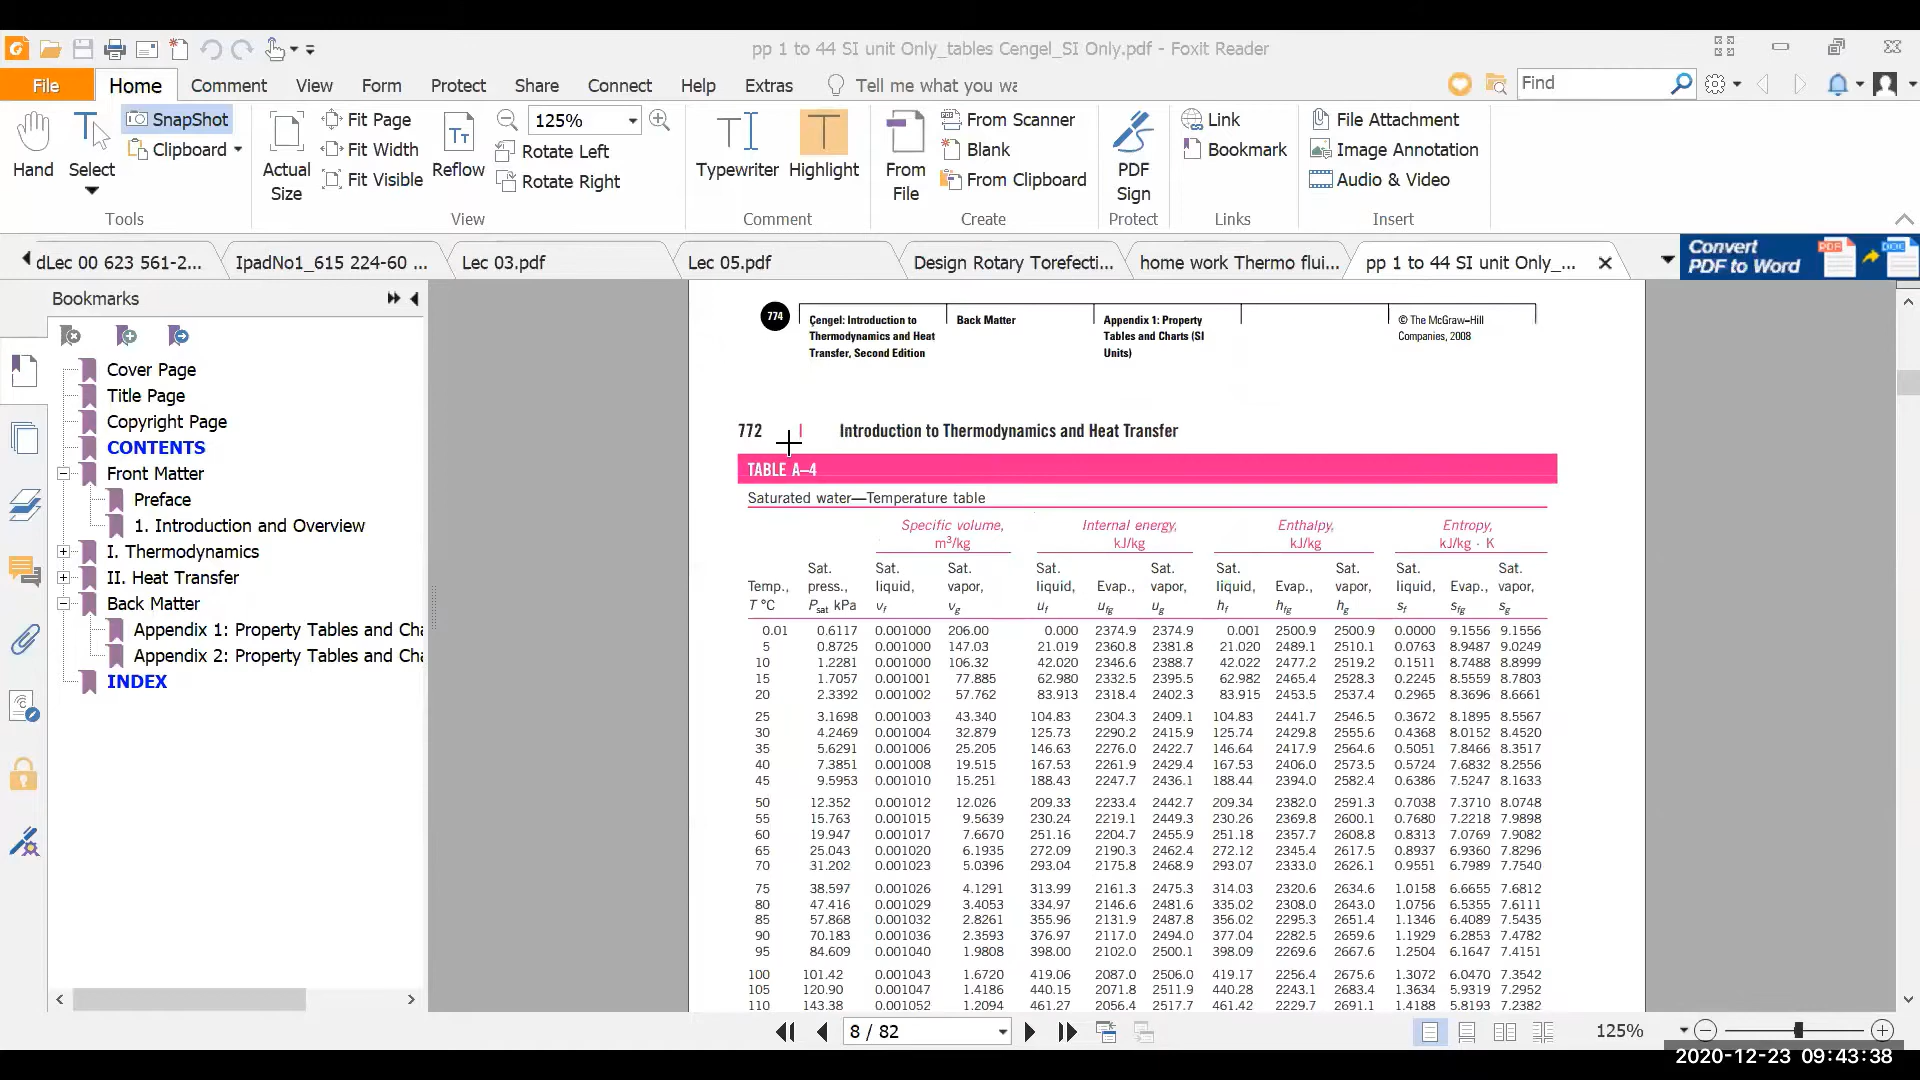 pp 1 to 44 SI unit Only_tables Cengel_SI Only.pdf - Foxit Reader
File Home Comment View Form Protect Share Connect Help Extras Tell me what you wa Find
SnapShot Fit Page 125% From Scanner Link File Attachment
Clipboard Fit Width Rotate Left Blank Bookmark Image Annotation
Hand Select Actual Size Fit Visible Reflow Rotate Right Typewriter Highlight From File From Clipboard PDF Sign Audio & Video
Tools View Comment Create Protect Links Insert
dLec 00 623 561-2... IpadNo1_615 224-60 ... Lec 03.pdf Lec 05.pdf Design Rotary Torefecti... home work Thermo flui... pp 1 to 44 SI unit Only_...
Convert
PDF to Word
PDF DOC
Bookmarks
Cover Page
Title Page
Copyright Page
CONTENTS
Front Matter
Preface
1. Introduction and Overview
I. Thermodynamics
II. Heat Transfer
Back Matter
Appendix 1: Property Tables and Cha
Appendix 2: Property Tables and Cha
INDEX
774
Çengel: Introduction to
Thermodynamics and Heat
Transfer, Second Edition
Back Matter
Appendix 1: Property
Tables and Charts (SI
Units)
© The McGraw−Hill
Companies, 2008
772 | Introduction to Thermodynamics and Heat Transfer
TABLE A–4
Saturated water—Temperature table
Specific volume, Internal energy, Enthalpy, Entropy,
m³/kg kJ/kg kJ/kg kJ/kg · K
Sat. Sat. Sat. Sat. Sat. Sat. Sat. Sat. Sat.
Temp., press., liquid, vapor, liquid, Evap., vapor, liquid, Evap., vapor, liquid, Evap., vapor,
T °C Psat kPa vf vg uf ufg ug hf hfg hg sf sfg sg
0.01 0.6117 0.001000 206.00 0.000 2374.9 2374.9 0.001 2500.9 2500.9 0.0000 9.1556 9.1556
5 0.8725 0.001000 147.03 21.019 2360.8 2381.8 21.020 2489.1 2510.1 0.0763 8.9487 9.0249
10 1.2281 0.001000 106.32 42.020 2346.6 2388.7 42.022 2477.2 2519.2 0.1511 8.7488 8.8999
15 1.7057 0.001001 77.885 62.980 2332.5 2395.5 62.982 2465.4 2528.3 0.2245 8.5559 8.7803
20 2.3392 0.001002 57.762 83.913 2318.4 2402.3 83.915 2453.5 2537.4 0.2965 8.3696 8.6661
25 3.1698 0.001003 43.340 104.83 2304.3 2409.1 104.83 2441.7 2546.5 0.3672 8.1895 8.5567
30 4.2469 0.001004 32.879 125.73 2290.2 2415.9 125.74 2429.8 2555.6 0.4368 8.0152 8.4520
35 5.6291 0.001006 25.205 146.63 2276.0 2422.7 146.64 2417.9 2564.6 0.5051 7.8466 8.3517
40 7.3851 0.001008 19.515 167.53 2261.9 2429.4 167.53 2406.0 2573.5 0.5724 7.6832 8.2556
45 9.5953 0.001010 15.251 188.43 2247.7 2436.1 188.44 2394.0 2582.4 0.6386 7.5247 8.1633
50 12.352 0.001012 12.026 209.33 2233.4 2442.7 209.34 2382.0 2591.3 0.7038 7.3710 8.0748
55 15.763 0.001015 9.5639 230.24 2219.1 2449.3 230.26 2369.8 2600.1 0.7680 7.2218 7.9898
60 19.947 0.001017 7.6670 251.16 2204.7 2455.9 251.18 2357.7 2608.8 0.8313 7.0769 7.9082
65 25.043 0.001020 6.1935 272.09 2190.3 2462.4 272.12 2345.4 2617.5 0.8937 6.9360 7.8296
70 31.202 0.001023 5.0396 293.04 2175.8 2468.9 293.07 2333.0 2626.1 0.9551 6.7989 7.7540
75 38.597 0.001026 4.1291 313.99 2161.3 2475.3 314.03 2320.6 2634.6 1.0158 6.6655 7.6812
80 47.416 0.001029 3.4053 334.97 2146.6 2481.6 335.02 2308.0 2643.0 1.0756 6.5355 7.6111
85 57.868 0.001032 2.8261 355.96 2131.9 2487.8 356.02 2295.3 2651.4 1.1346 6.4089 7.5435
90 70.183 0.001036 2.3593 376.97 2117.0 2494.0 377.04 2282.5 2659.6 1.1929 6.2853 7.4782
95 84.609 0.001040 1.9808 398.00 2102.0 2500.1 398.09 2269.6 2667.6 1.2504 6.1647 7.4151
100 101.42 0.001043 1.6720 419.06 2087.0 2506.0 419.17 2256.4 2675.6 1.3072 6.0470 7.3542
105 120.90 0.001047 1.4186 440.15 2071.8 2511.9 440.28 2243.1 2683.4 1.3634 5.9319 7.2952
110 143.38 0.001052 1.2094 461.27 2056.4 2517.7 461.42 2229.7 2691.1 1.4188 5.8193 7.2382
8 / 82 125%
2020-12-23 09:43:38